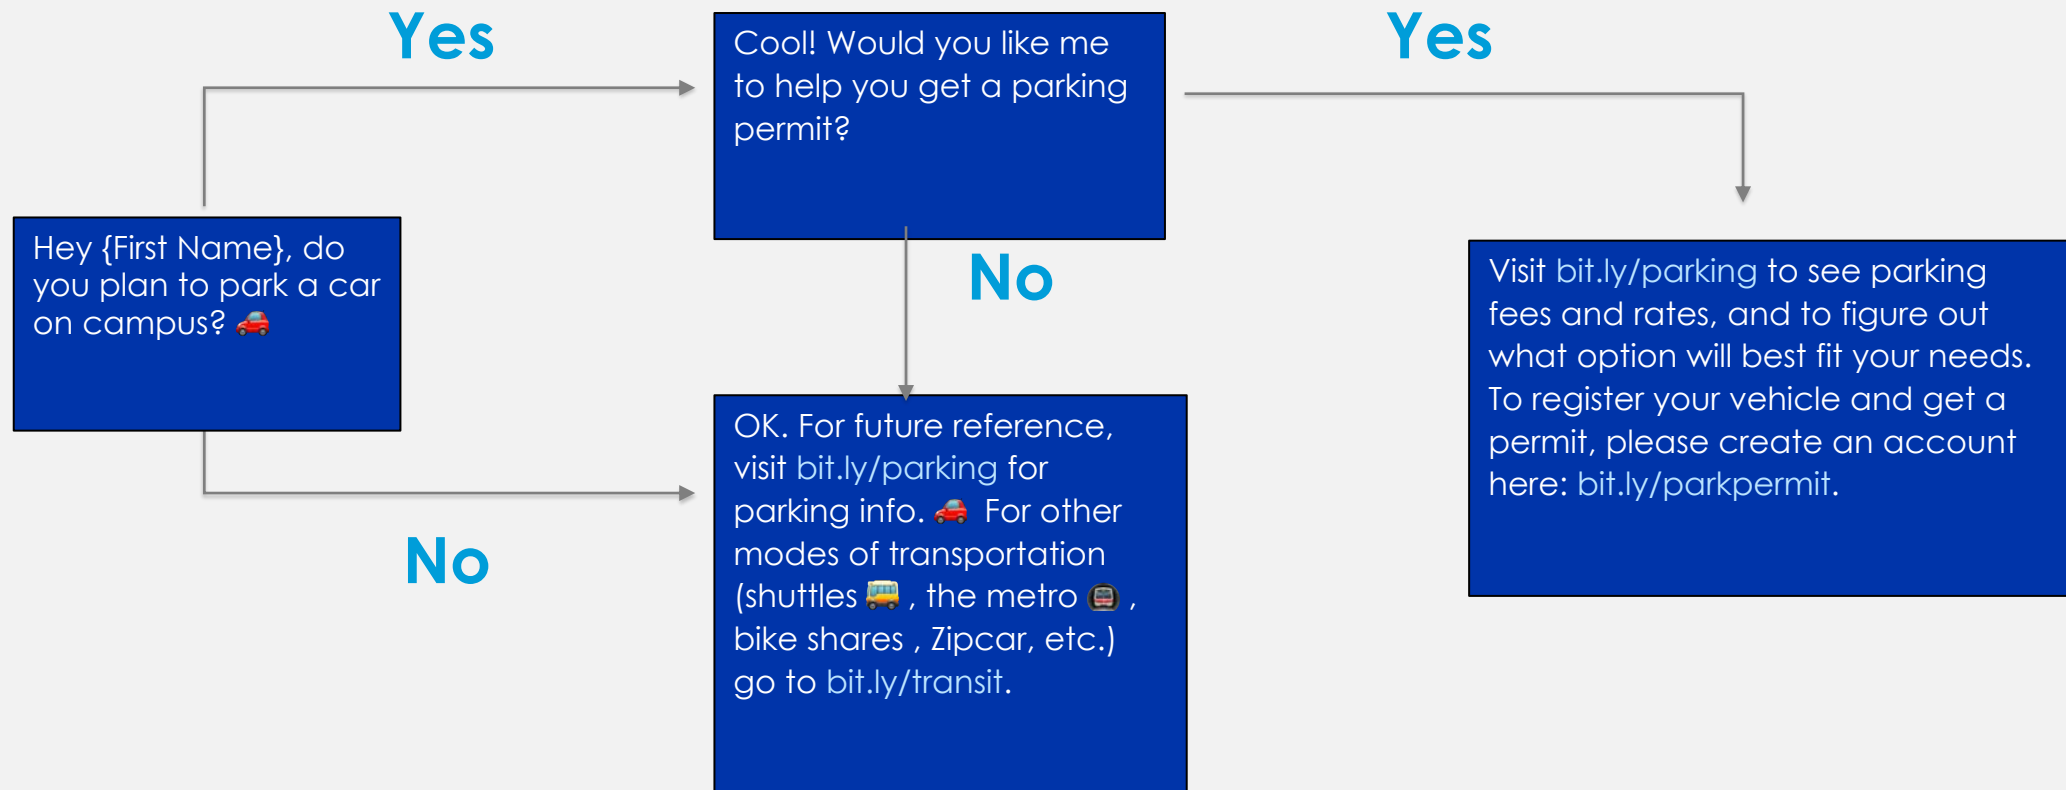 Yes
Cool! Would you like me
to help you get a parking
permit?
Yes
Hey {First Name}, do
you plan to park a car
on campus? 🚗
No
Visit bit.ly/parking to see parking
fees and rates, and to figure out
what option will best fit your needs.
To register your vehicle and get a
permit, please create an account
here: bit.ly/parkpermit.
OK. For future reference,
visit bit.ly/parking for
parking info. 🚗 For other
modes of transportation
(shuttles 🚌 , the metro 🚇 ,
bike shares , Zipcar, etc.)
go to bit.ly/transit.
No